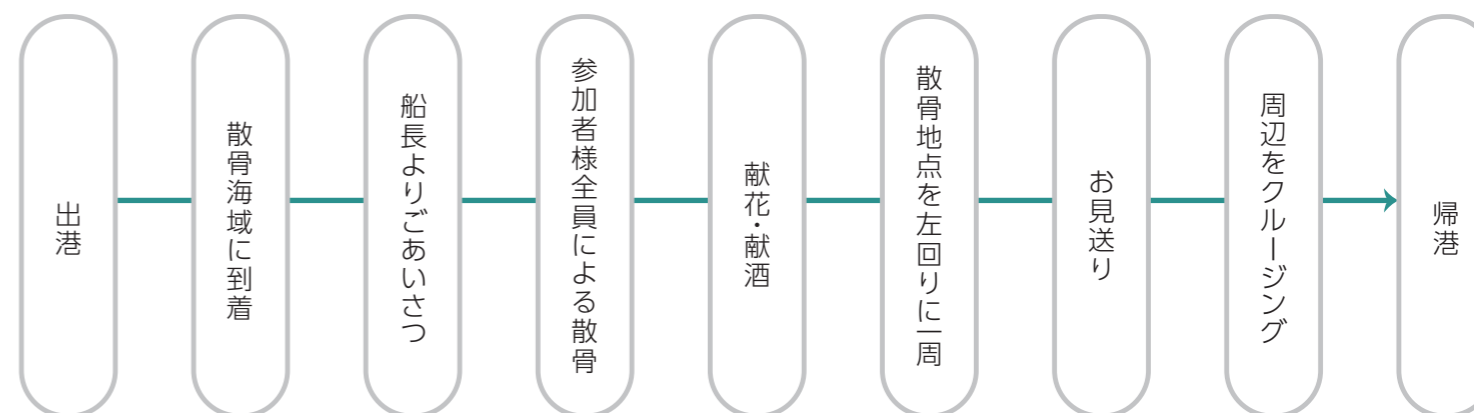 出港
散骨海域に到着
船長よりごあいさつ
参加者様全員による散骨
献花・献酒
散骨地点を左回りに一周
お見送り
周辺をクルージング
帰港